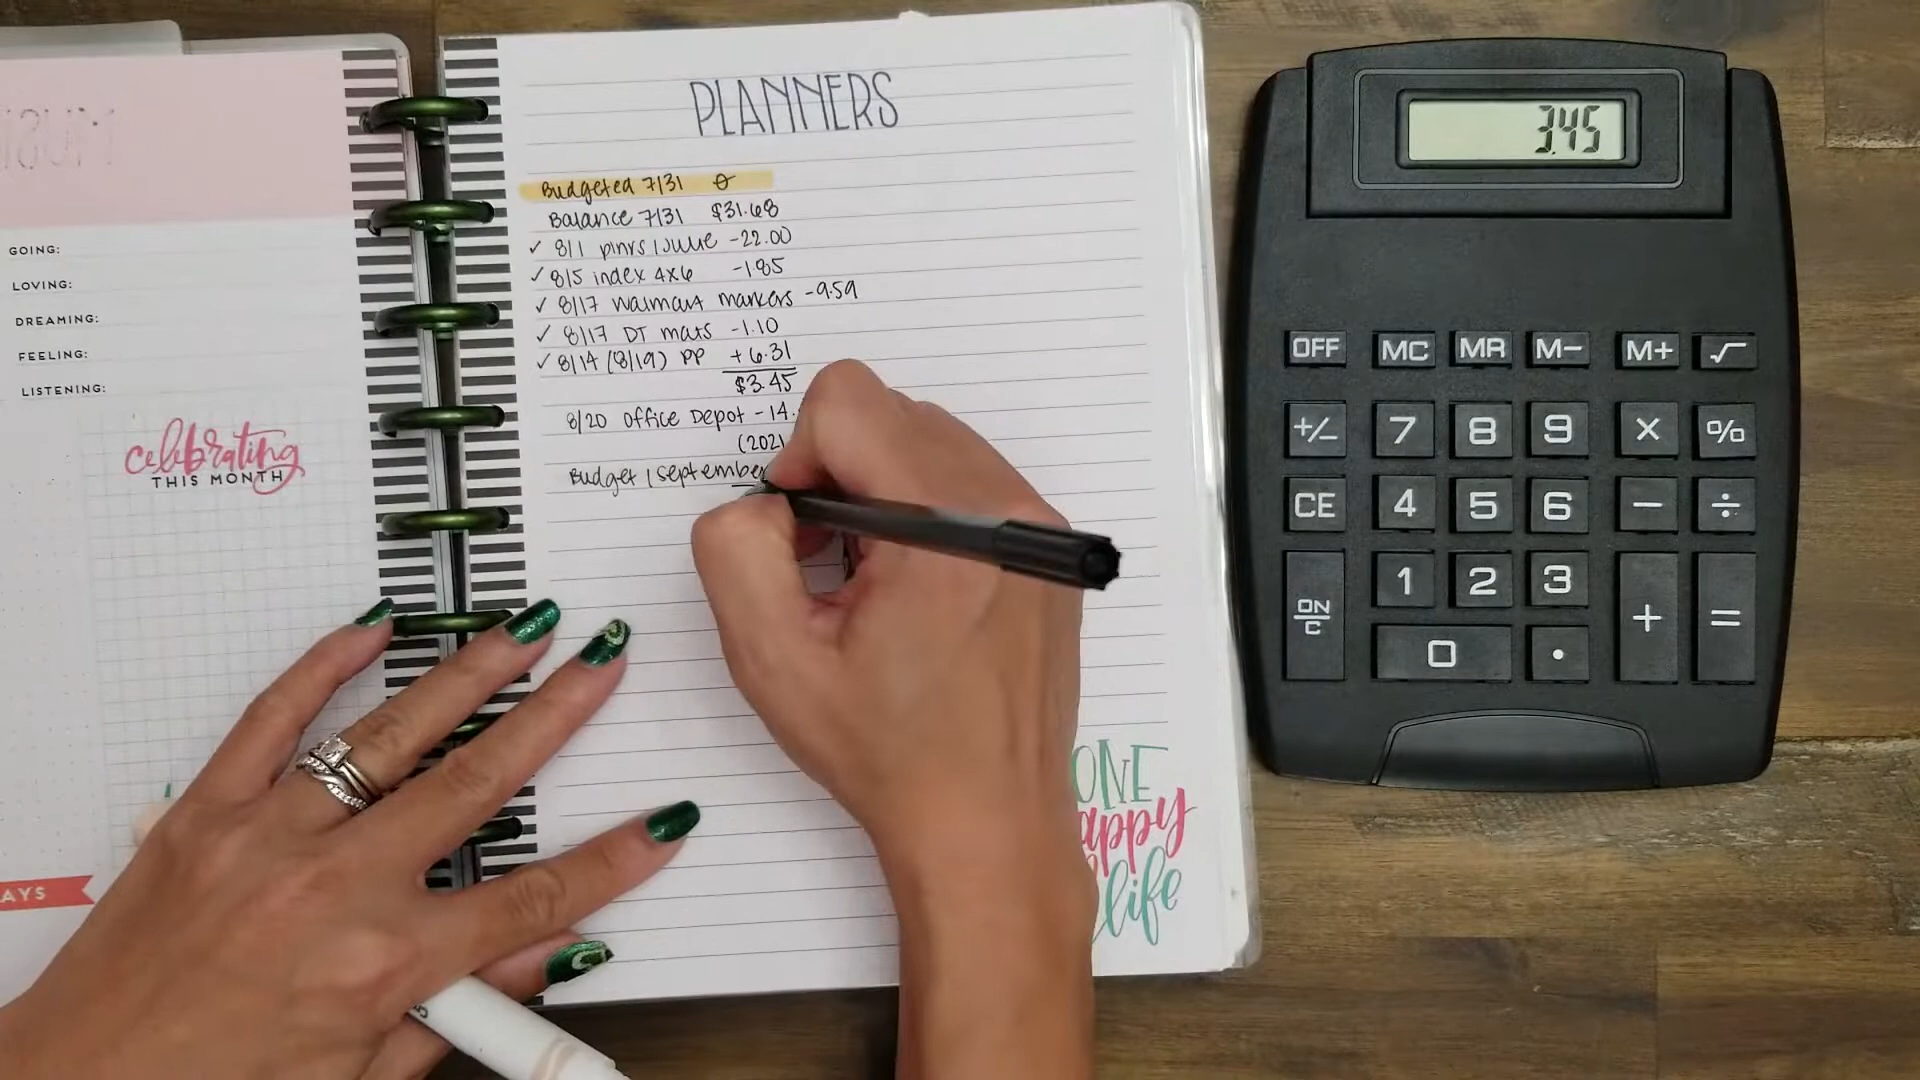 PLANNERS
Budgeted 7/31 0
Balance 7/31 $31.68
✓ 8/1 plnrs | Julie -22.00
✓ 8/5 index 4x6 -1.85
✓ 8/17 Walmart markers -9.59
✓ 8/17 DT mats -1.10
✓ 8/14 (8/19) PP +6.31
$3.45
8/20 Office Depot -14.
(2021
Budget | September
GOING:
LOVING:
DREAMING:
FEELING:
LISTENING:
celebrating
THIS MONTH
AYS
ONE
happy
life
3.45
OFF MC MR M- M+ √
+/- 7 8 9 × %
CE 4 5 6 - ÷
ON/C 1 2 3 + =
0 .